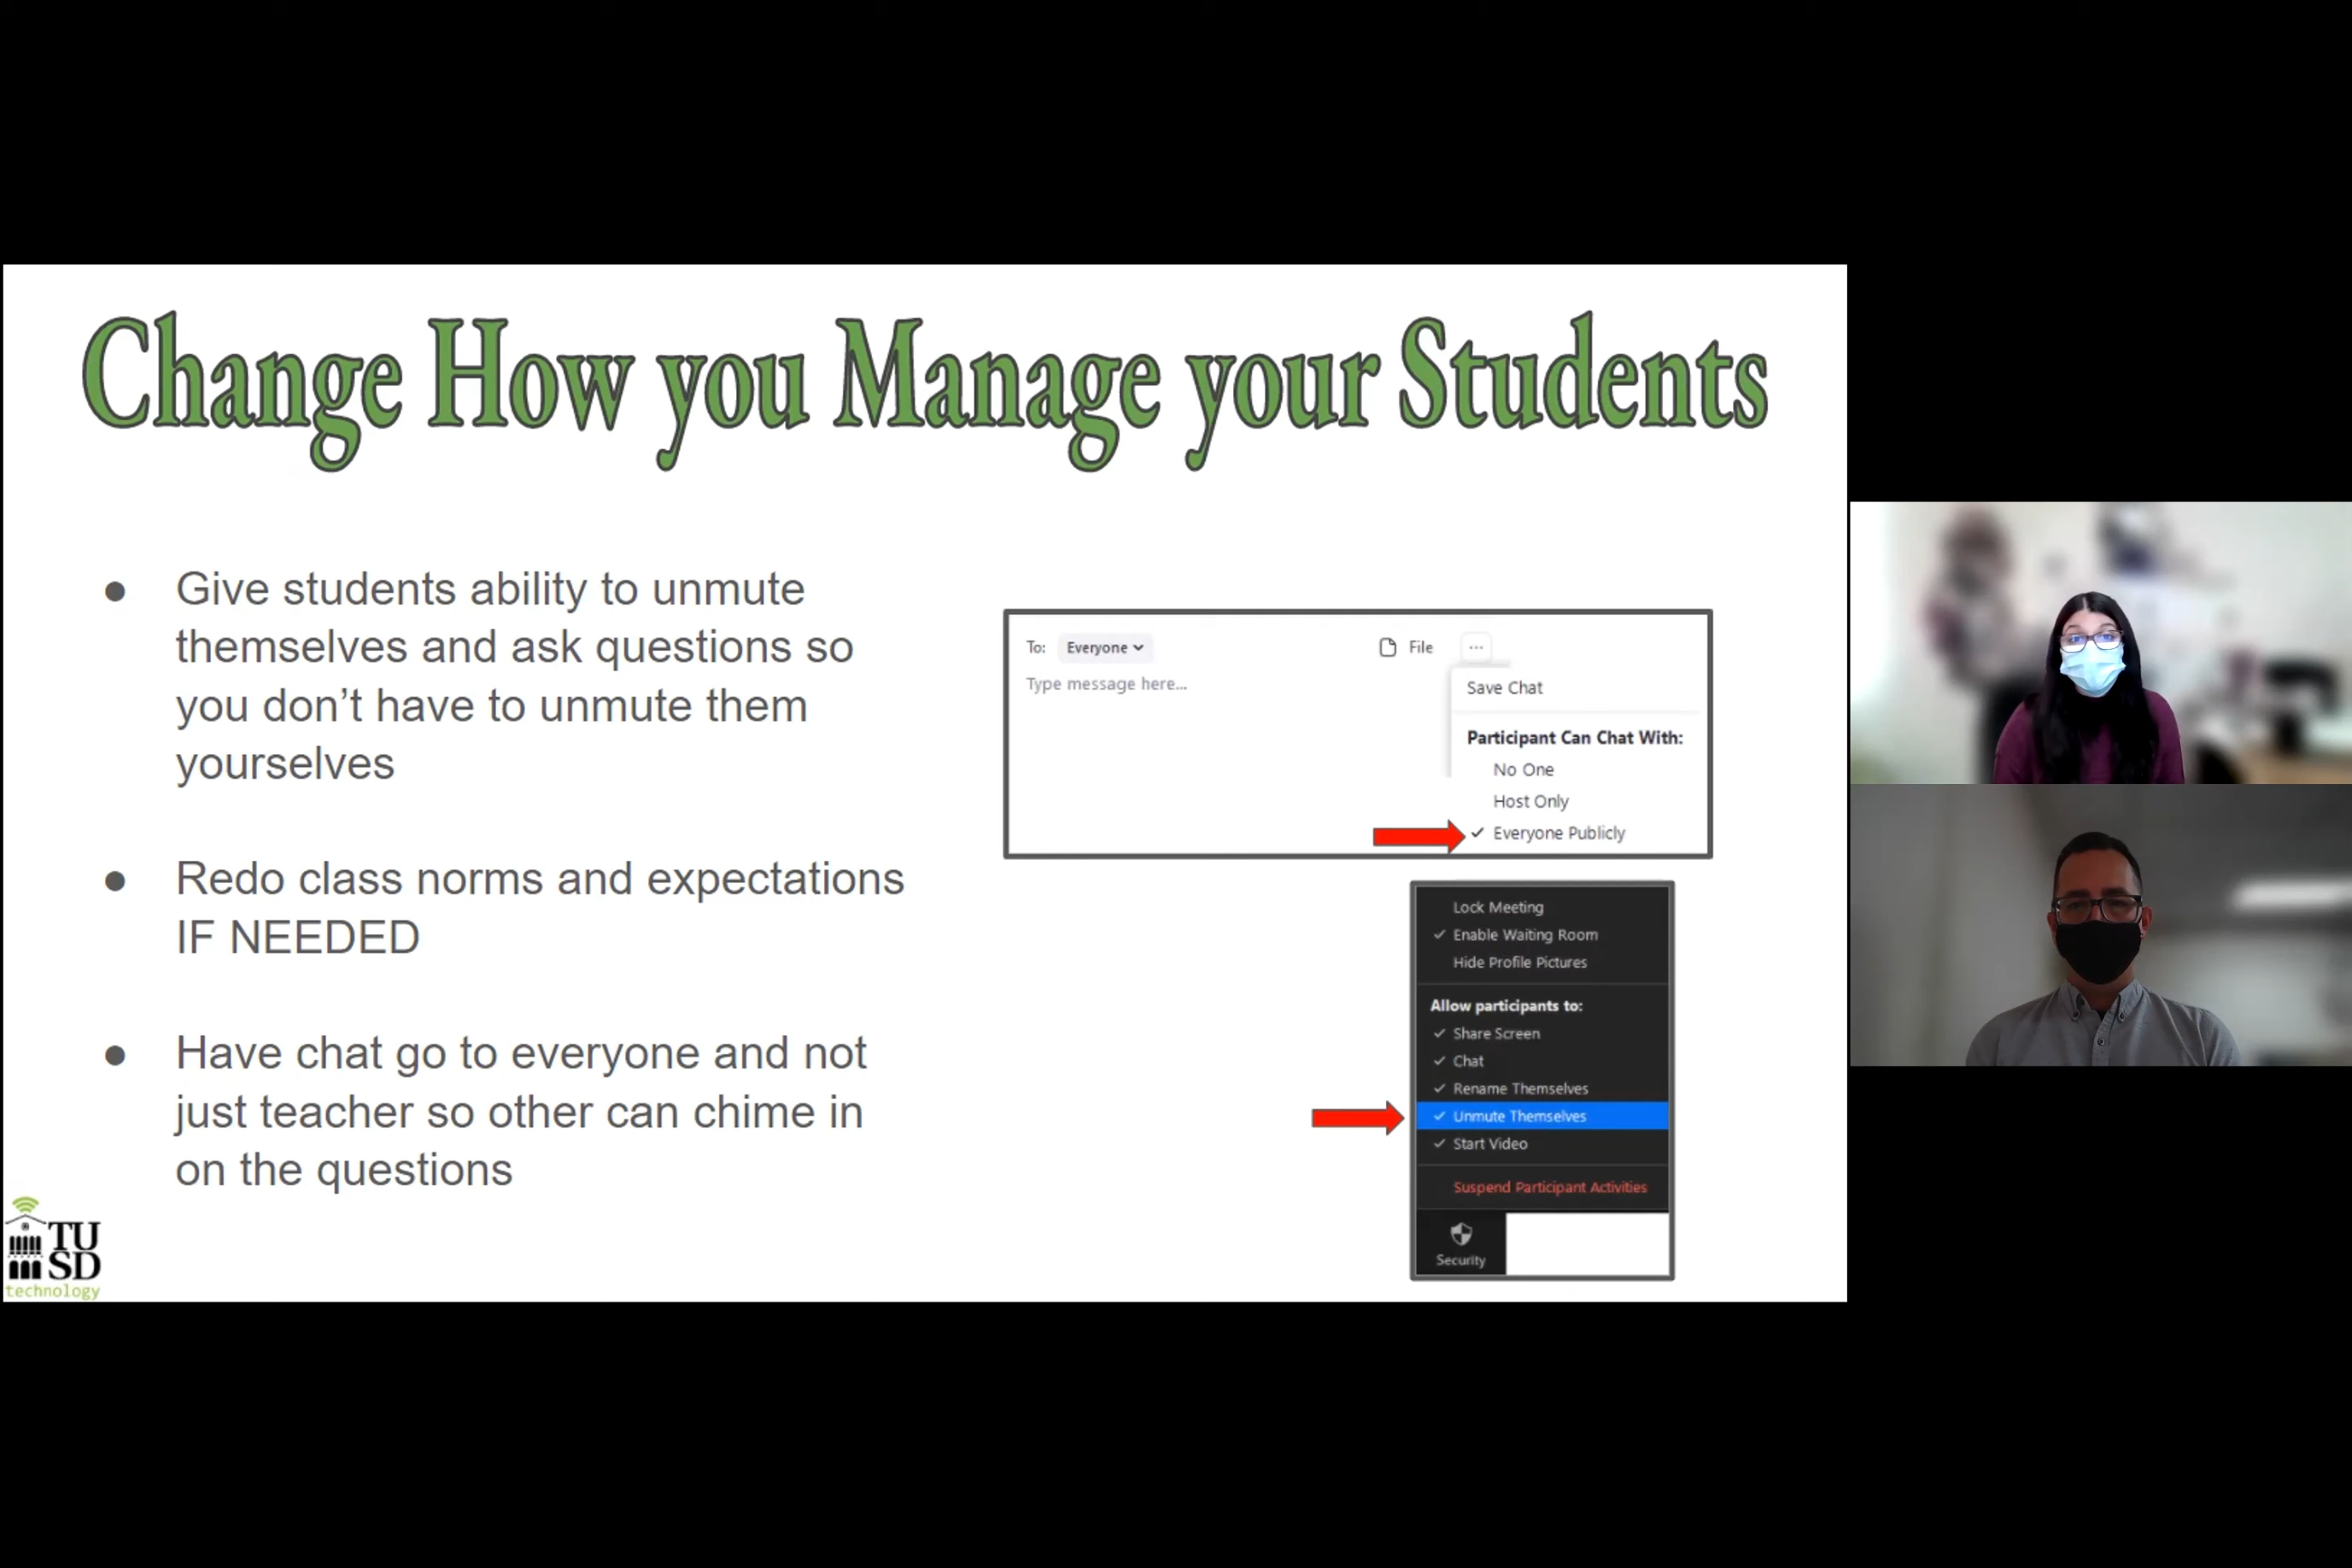 Change How you Manage your Students
● Give students ability to unmute
themselves and ask questions so
you don’t have to unmute them
yourselves
● Redo class norms and expectations
IF NEEDED
● Have chat go to everyone and not
just teacher so other can chime in
on the questions
To: Everyone
File
...
Type message here...
Save Chat
Participant Can Chat With:
No One
Host Only
✓ Everyone Publicly
Lock Meeting
✓ Enable Waiting Room
Hide Profile Pictures
Allow participants to:
✓ Share Screen
✓ Chat
✓ Rename Themselves
✓ Unmute Themselves
✓ Start Video
Suspend Participant Activities
Security
TU
SD
technology